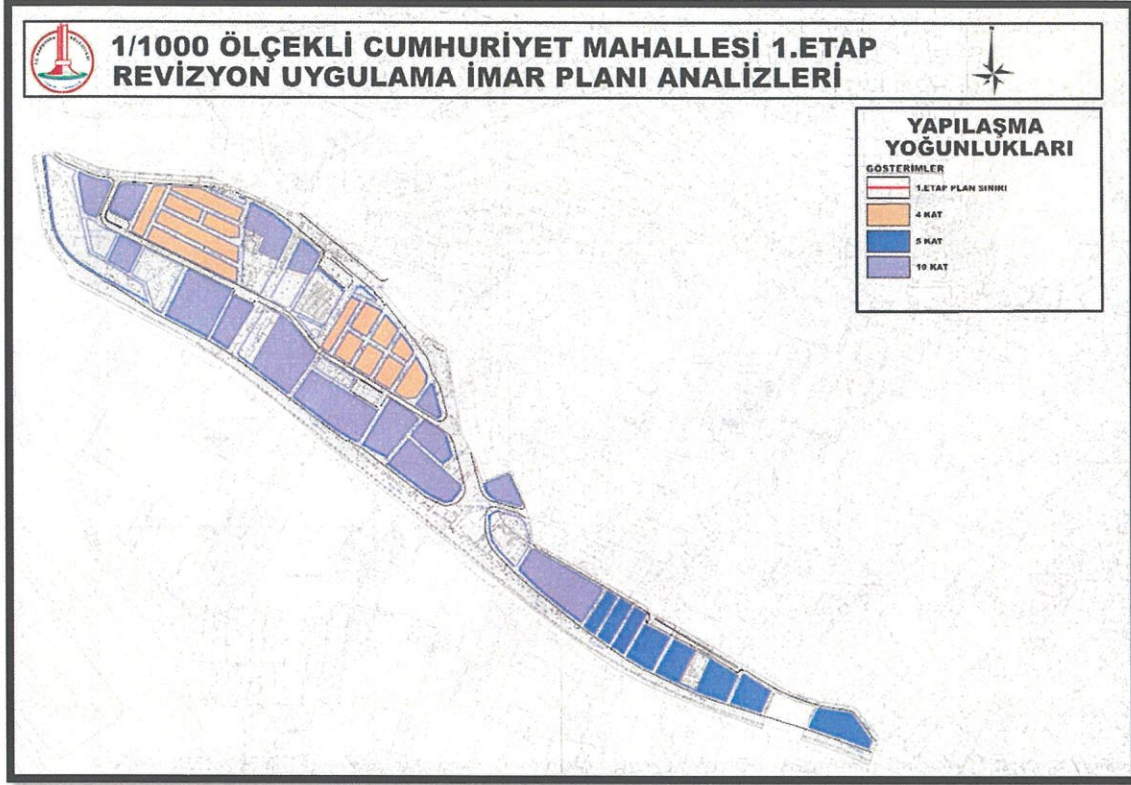 1/1000 ÖLÇEKLİ CUMHURİYET MAHALLESİ 1.ETAP
REVİZYON UYGULAMA İMAR PLANI ANALİZLERİ
YAPILAŞMA
YOĞUNLUKLARI
GÖSTERİMLER
1.ETAP PLAN SINIRI
4 KAT
5 KAT
10 KAT